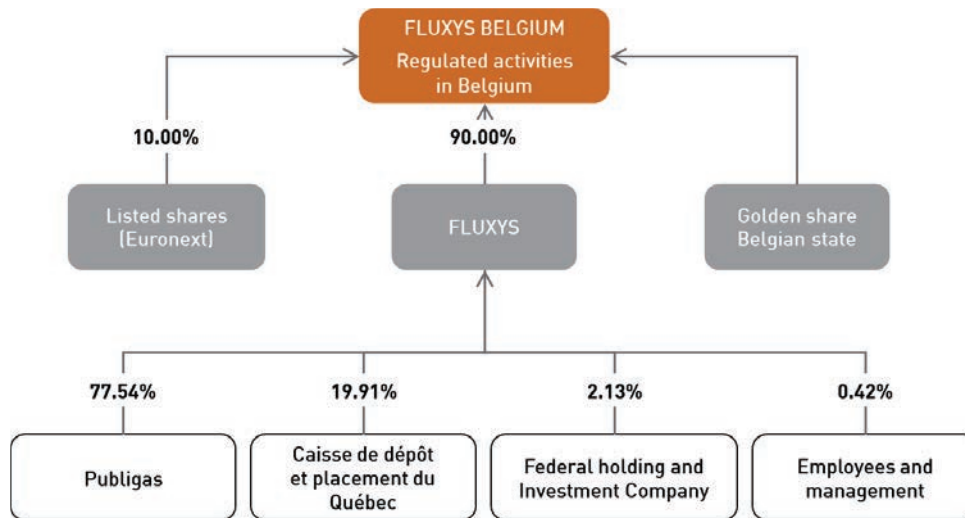 FLUXYS BELGIUM
Regulated activities
in Belgium
10.00%
90.00%
Listed shares
(Euronext)
FLUXYS
Golden share
Belgian state
77.54%
19.91%
2.13%
0.42%
Publigas
Caisse de dépôt
et placement du
Québec
Federal holding and
Investment Company
Employees and
management